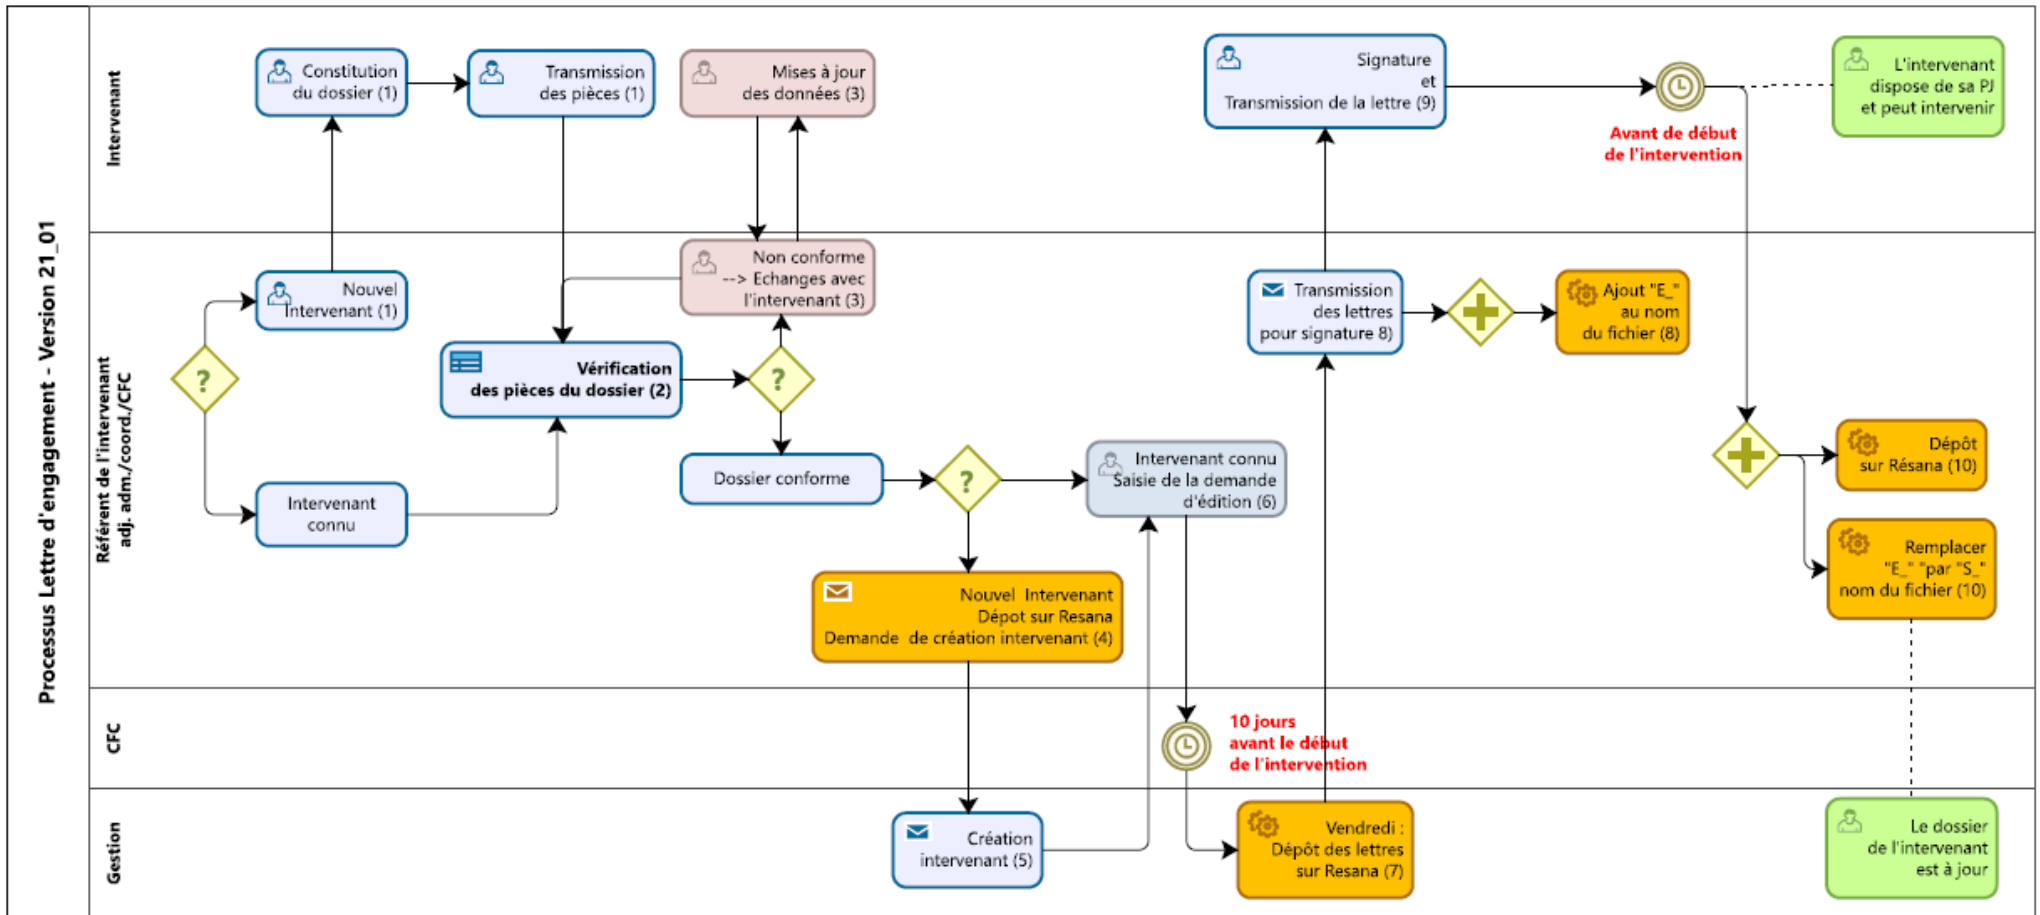 Processus Lettre d'engagement - Version 21_01
Intervenant
Constitution
du dossier (1)
Transmission
des pièces (1)
Mises à jour
des données (3)
Signature
et
Transmission de la lettre (9)
Avant de début
de l'intervention
L'intervenant
dispose de sa PJ
et peut intervenir
Référent de l'intervenant
adj. adm./coord./CFC
?
Nouvel
Intervenant (1)
Intervenant
connu
Vérification
des pièces du dossier (2)
Non conforme
--> Echanges avec
l'intervenant (3)
?
Dossier conforme
?
Intervenant connu
Saisie de la demande
d'édition (6)
Nouvel  Intervenant
Dépot sur Resana
Demande  de création intervenant (4)
Transmission
des lettres
pour signature 8)
Ajout "E_"
au nom
du fichier (8)
Dépôt
sur Résana (10)
Remplacer
"E_" "par "S_"
nom du fichier (10)
CFC
10 jours
avant le début
de l'intervention
Gestion
Création
intervenant (5)
Vendredi :
Dépôt des lettres
sur Resana (7)
Le dossier
de l'intervenant
est à jour